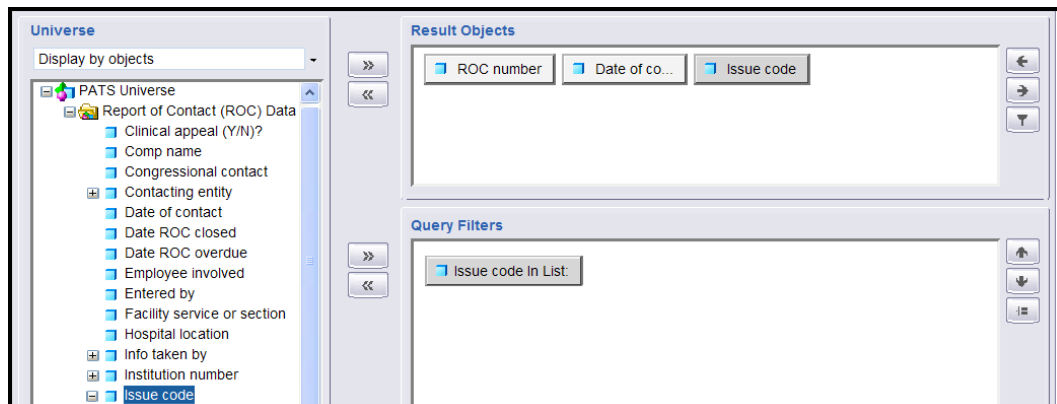 Universe
Display by objects
PATS Universe
Report of Contact (ROC) Data
Clinical appeal (Y/N)?
Comp name
Congressional contact
Contacting entity
Date of contact
Date ROC closed
Date ROC overdue
Employee involved
Entered by
Facility service or section
Hospital location
Info taken by
Institution number
Issue code
Result Objects
ROC number Date of co... Issue code
Query Filters
Issue code In List: